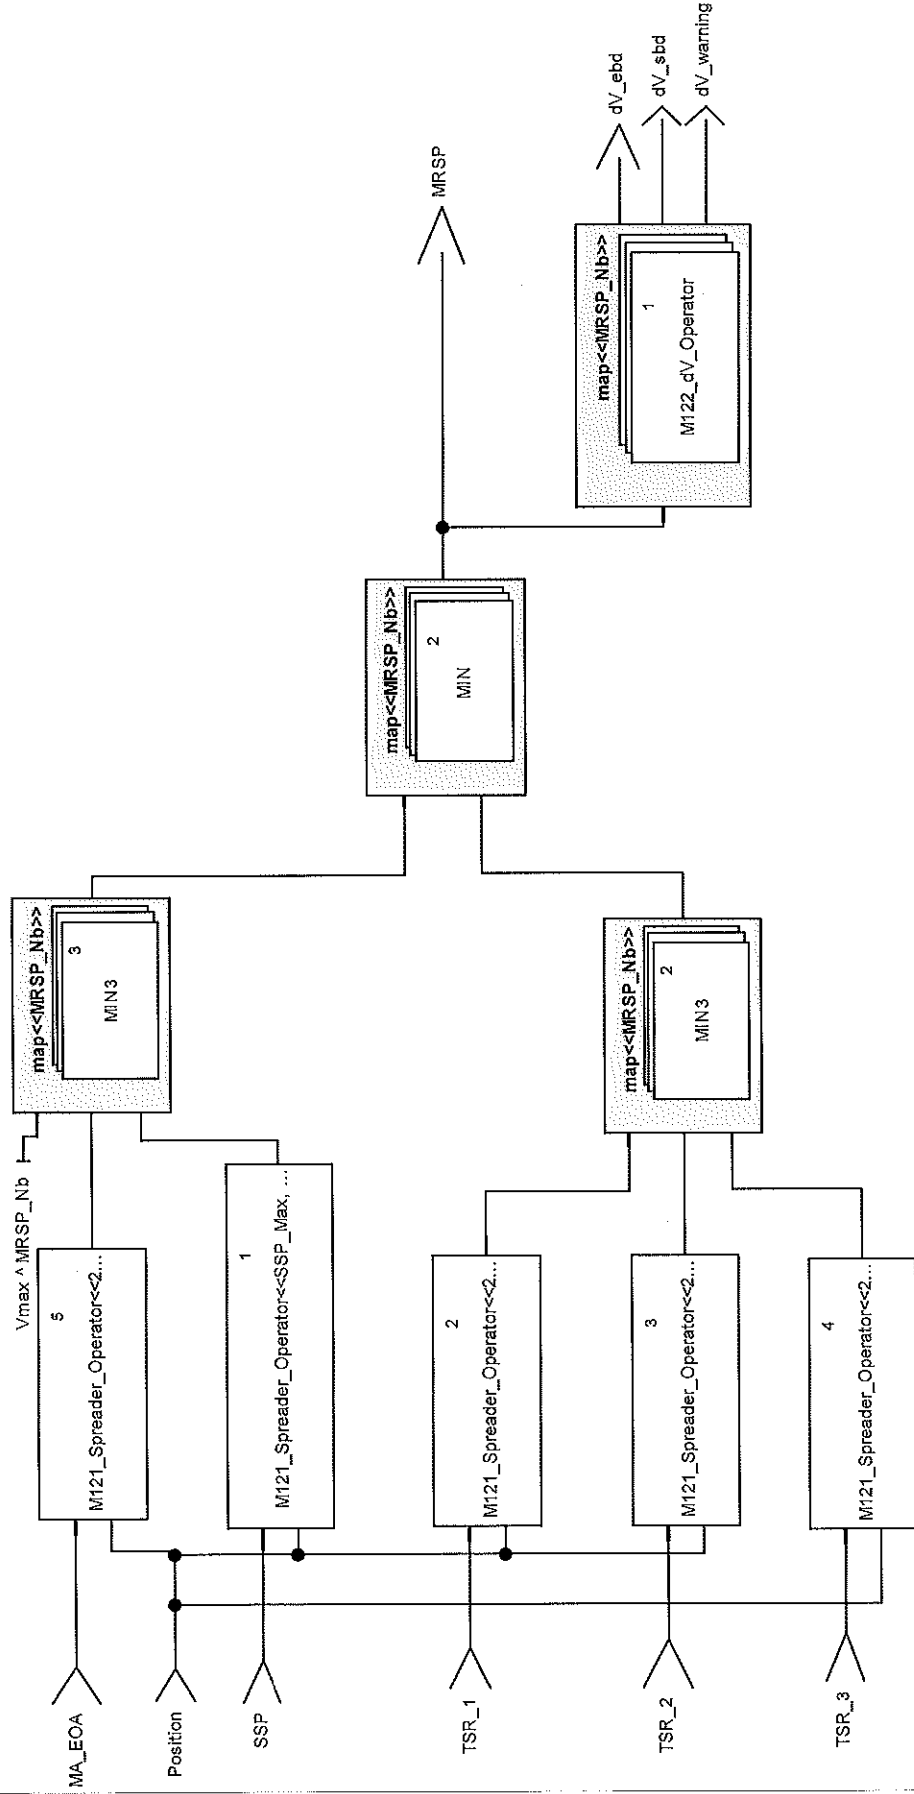 MA_EOA
Position
SSP
TSR_1
TSR_2
TSR_3
5
M121_Spreader_Operator<<2...
1
M121_Spreader_Operator<<SSP_Max, ...
2
M121_Spreader_Operator<<2...
3
M121_Spreader_Operator<<2...
4
M121_Spreader_Operator<<2...
Vmax ^ MRSP_Nb
map<<MRSP_Nb>>
3
MIN3
map<<MRSP_Nb>>
2
MIN3
map<<MRSP_Nb>>
2
MIN
MRSP
map<<MRSP_Nb>>
1
M122_dV_Operator
dV_ebd
dV_sbd
dV_warning